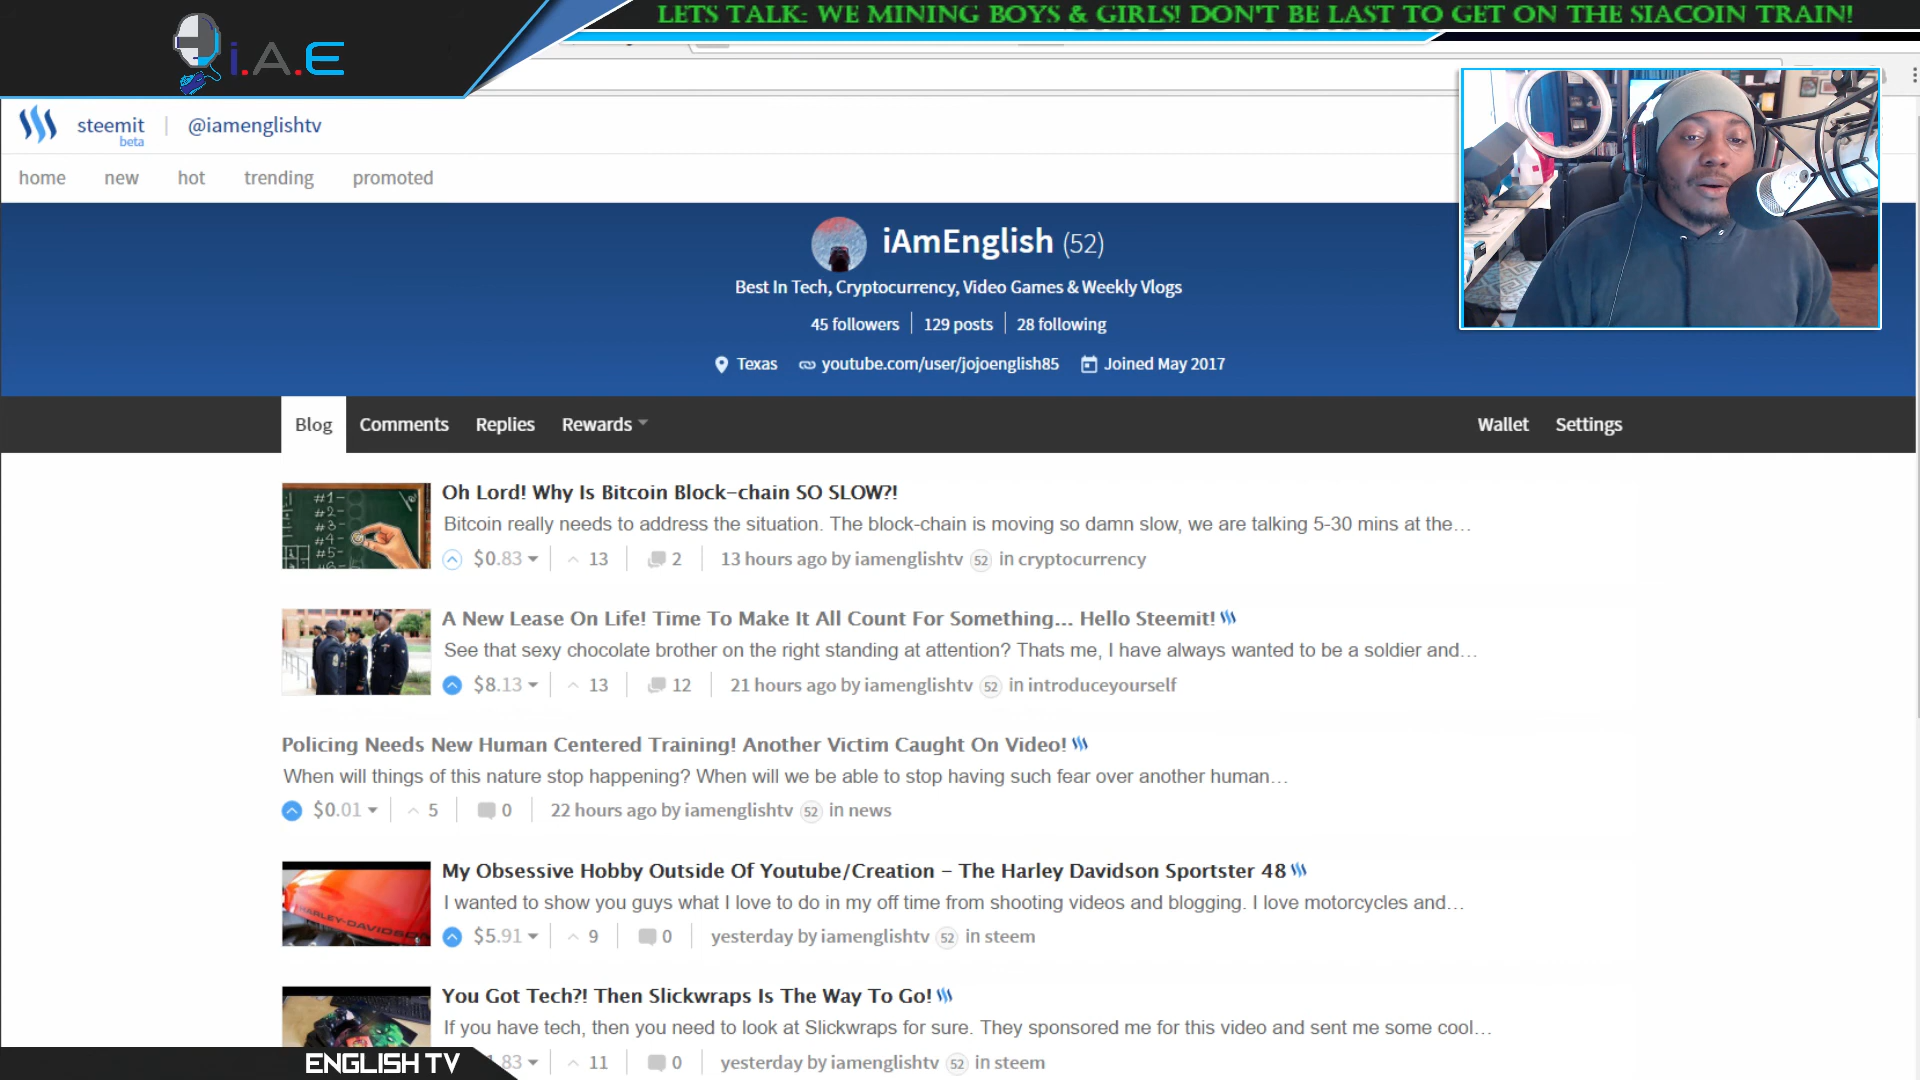 LETS TALK: WE MINING BOYS & GIRLS! DON'T BE LAST TO GET ON THE SIACOIN TRAIN!
i.A.E
steemit
beta
@iamenglishtv
home new hot trending promoted
iAmEnglish (52)
Best In Tech, Cryptocurrency, Video Games & Weekly Vlogs
45 followers 129 posts 28 following
Texas youtube.com/user/jojoenglish85 Joined May 2017
Blog Comments Replies Rewards Wallet Settings
#1-
#2-
#3-
#4-
#5-
Oh Lord! Why Is Bitcoin Block-chain SO SLOW?!
Bitcoin really needs to address the situation. The block-chain is moving so damn slow, we are talking 5-30 mins at the...
$0.83 13 2 13 hours ago by iamenglishtv 52 in cryptocurrency
A New Lease On Life! Time To Make It All Count For Something... Hello Steemit!
See that sexy chocolate brother on the right standing at attention? Thats me, I have always wanted to be a soldier and...
$8.13 13 12 21 hours ago by iamenglishtv 52 in introduceyourself
Policing Needs New Human Centered Training! Another Victim Caught On Video!
When will things of this nature stop happening? When will we be able to stop having such fear over another human...
$0.01 5 0 22 hours ago by iamenglishtv 52 in news
HARLEY-DAVIDSON
My Obsessive Hobby Outside Of Youtube/Creation - The Harley Davidson Sportster 48
I wanted to show you guys what I love to do in my off time from shooting videos and blogging. I love motorcycles and...
$5.91 9 0 yesterday by iamenglishtv 52 in steem
You Got Tech?! Then Slickwraps Is The Way To Go!
If you have tech, then you need to look at Slickwraps for sure. They sponsored me for this video and sent me some cool...
.83 11 0 yesterday by iamenglishtv 52 in steem
ENGLISH TV